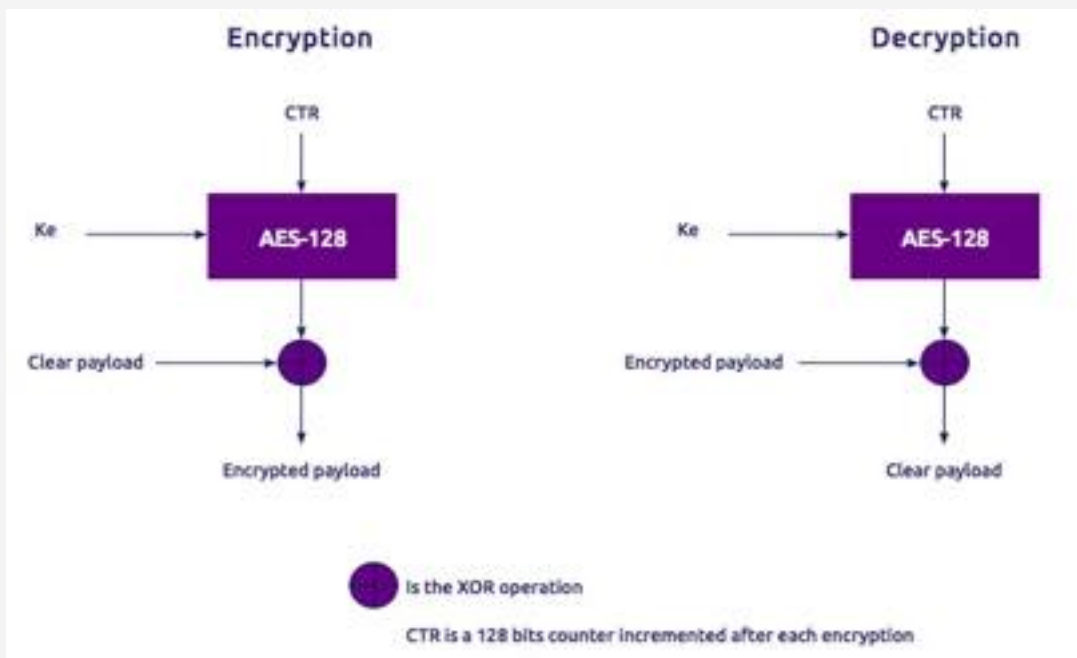 Encryption
Decryption
CTR
CTR
Ke
AES-128
Ke
AES-128
Clear payload
Encrypted payload
Encrypted payload
Clear payload
Is the XOR operation
CTR is a 128 bits counter incremented after each encryption